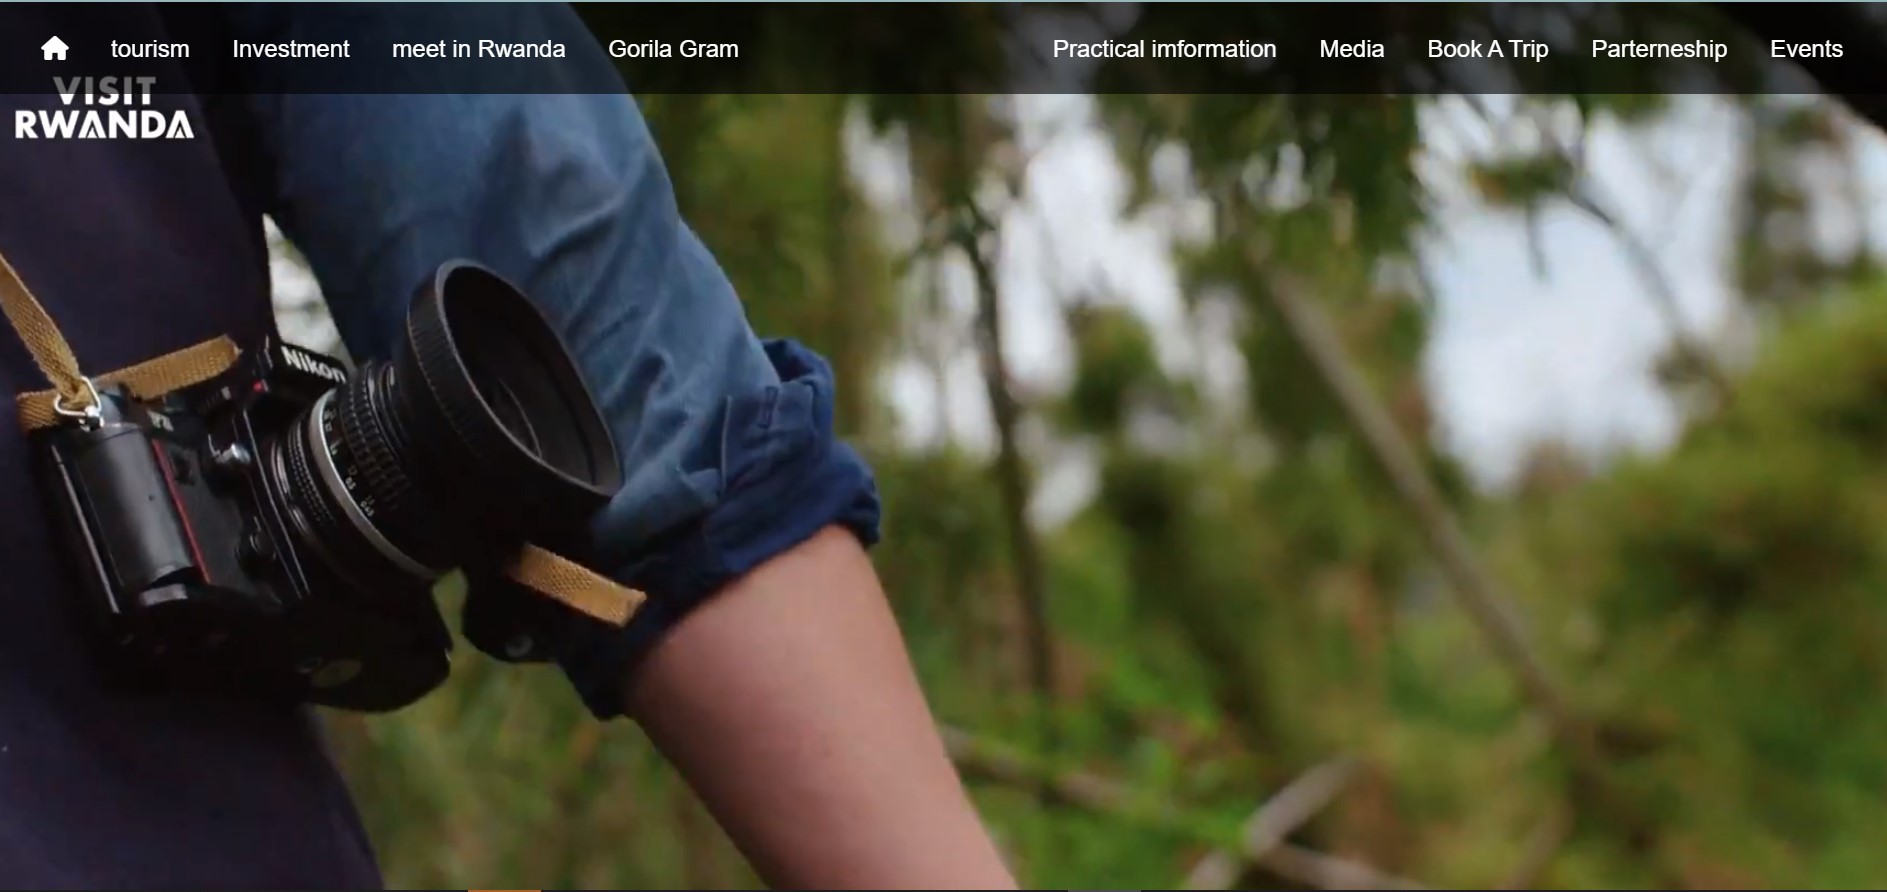 tourism Investment meet in Rwanda Gorila Gram Practical imformation Media Book A Trip Parterneship Events
VISIT
RWANDA
Nikon